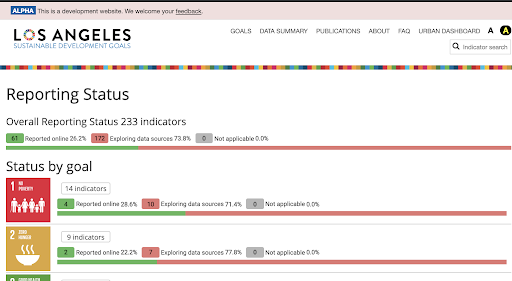 ALPHA This is a development website. We welcome your feedback.
LOS ANGELES
SUSTAINABLE DEVELOPMENT GOALS
GOALS DATA SUMMARY PUBLICATIONS ABOUT FAQ URBAN DASHBOARD A A
Indicator search
Reporting Status
Overall Reporting Status 233 indicators
61 Reported online 26.2% 172 Exploring data sources 73.8% 0 Not applicable 0.0%
Status by goal
1 NO POVERTY
14 indicators
4 Reported online 28.6% 10 Exploring data sources 71.4% 0 Not applicable 0.0%
2 ZERO HUNGER
9 indicators
2 Reported online 22.2% 7 Exploring data sources 77.8% 0 Not applicable 0.0%